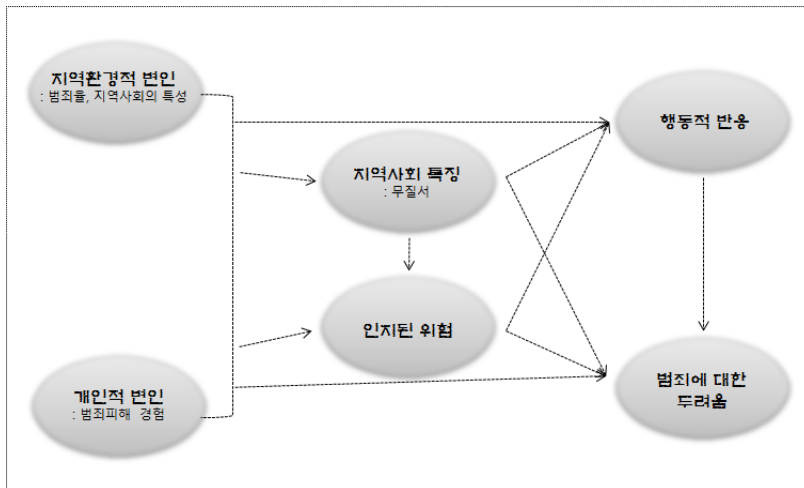 지역환경적 변인
: 범죄율, 지역사회의 특성
행동적 반응
지역사회 특징
: 무질서
인지된 위험
개인적 변인
: 범죄피해 경험
범죄에 대한
두려움